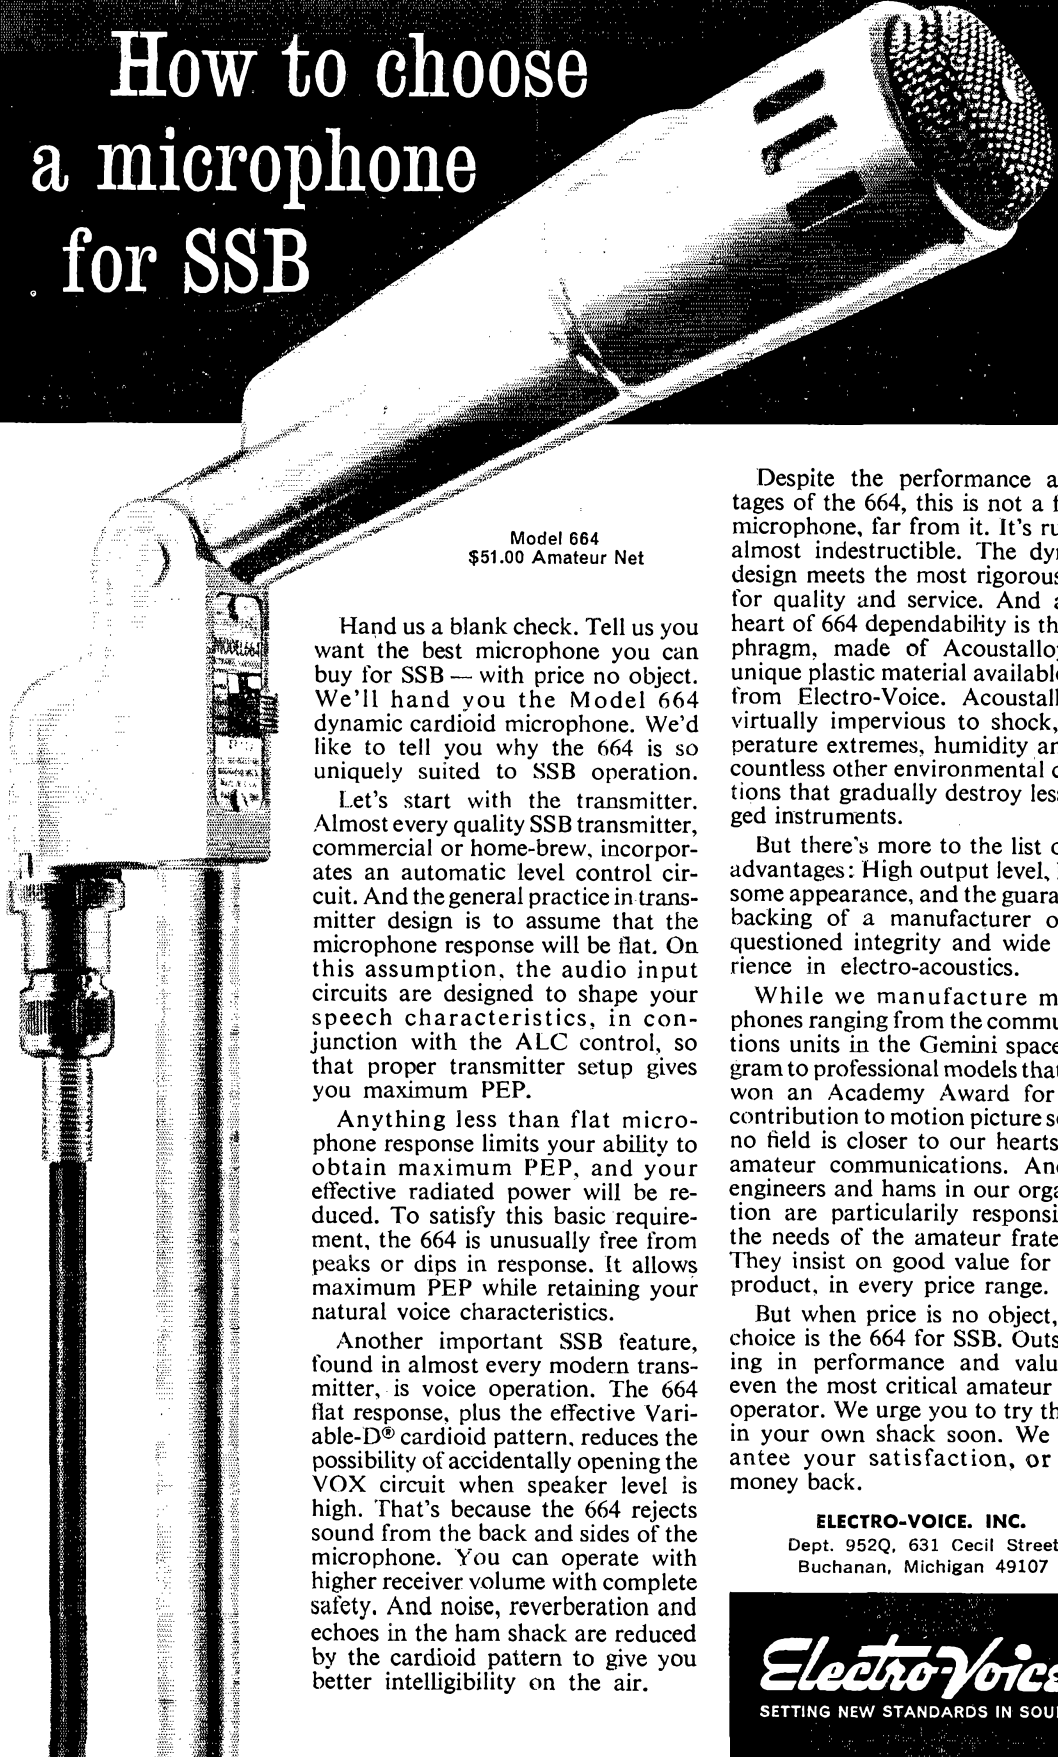 How to choose
a microphone
for SSB
MODEL 664
Model 664
$51.00 Amateur Net
Hand us a blank check. Tell us you
want the best microphone you can
buy for SSB — with price no object.
We'll hand you the Model 664
dynamic cardioid microphone. We'd
like to tell you why the 664 is so
uniquely suited to SSB operation.
Let's start with the transmitter.
Almost every quality SSB transmitter,
commercial or home-brew, incorpor-
ates an automatic level control cir-
cuit. And the general practice in trans-
mitter design is to assume that the
microphone response will be flat. On
this assumption, the audio input
circuits are designed to shape your
speech characteristics, in con-
junction with the ALC control, so
that proper transmitter setup gives
you maximum PEP.
Anything less than flat micro-
phone response limits your ability to
obtain maximum PEP, and your
effective radiated power will be re-
duced. To satisfy this basic require-
ment, the 664 is unusually free from
peaks or dips in response. It allows
maximum PEP while retaining your
natural voice characteristics.
Another important SSB feature,
found in almost every modern trans-
mitter, is voice operation. The 664
flat response, plus the effective Vari-
able-D® cardioid pattern, reduces the
possibility of accidentally opening the
VOX circuit when speaker level is
high. That's because the 664 rejects
sound from the back and sides of the
microphone. You can operate with
higher receiver volume with complete
safety. And noise, reverberation and
echoes in the ham shack are reduced
by the cardioid pattern to give you
better intelligibility on the air.
Despite the performance a
tages of the 664, this is not a f
microphone, far from it. It's ru
almost indestructible. The dy
design meets the most rigorous
for quality and service. And a
heart of 664 dependability is th
phragm, made of Acoustallo
unique plastic material available
from Electro-Voice. Acoustall
virtually impervious to shock,
perature extremes, humidity an
countless other environmental c
tions that gradually destroy les
ged instruments.
But there's more to the list o
advantages: High output level,
some appearance, and the guara
backing of a manufacturer o
questioned integrity and wide
rience in electro-acoustics.
While we manufacture m
phones ranging from the commu
tions units in the Gemini space
gram to professional models that
won an Academy Award for
contribution to motion picture s
no field is closer to our hearts
amateur communications. An
engineers and hams in our orga
tion are particularily responsi
the needs of the amateur frate
They insist on good value for
product, in every price range.
But when price is no object,
choice is the 664 for SSB. Outs
ing in performance and valu
even the most critical amateur
operator. We urge you to try th
in your own shack soon. We
antee your satisfaction, or
money back.
ELECTRO-VOICE. INC.
Dept. 952Q, 631 Cecil Street
Buchanan, Michigan 49107
Electro-Voice
SETTING NEW STANDARDS IN SOU